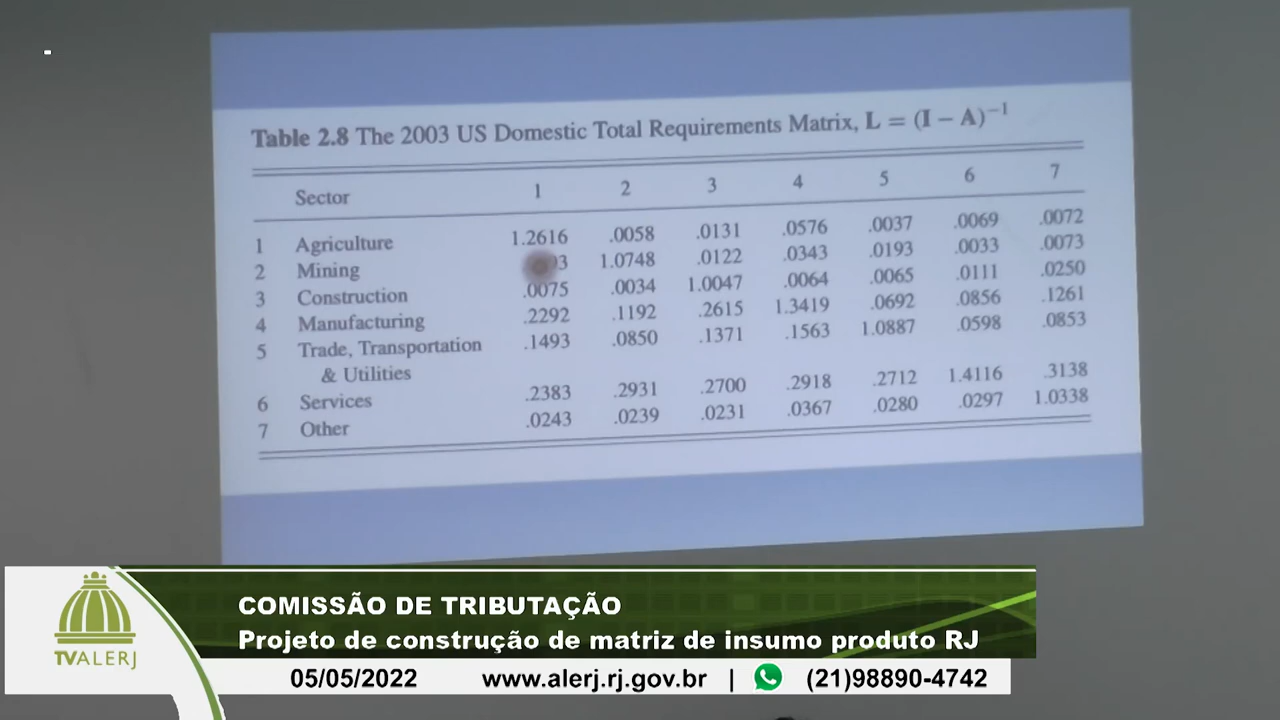 Table 2.8 The 2003 US Domestic Total Requirements Matrix, L = (I – A)⁻¹
Sector 1 2 3 4 5 6 7
1 Agriculture 1.2616 .0058 .0131 .0576 .0037 .0069 .0072
2 Mining 1.0748 .0122 .0343 .0193 .0033 .0073
3 Construction .0075 .0034 1.0047 .0064 .0065 .0111 .0250
4 Manufacturing .2292 .1192 .2615 1.3419 .0692 .0856 .1261
5 Trade, Transportation .1493 .0850 .1371 .1563 1.0887 .0598 .0853
& Utilities
6 Services .2383 .2931 .2700 .2918 .2712 1.4116 .3138
7 Other .0243 .0239 .0231 .0367 .0280 .0297 1.0338
COMISSÃO DE TRIBUTAÇÃO
Projeto de construção de matriz de insumo produto RJ
TVALERJ
05/05/2022 www.alerj.rj.gov.br | (21)98890-4742